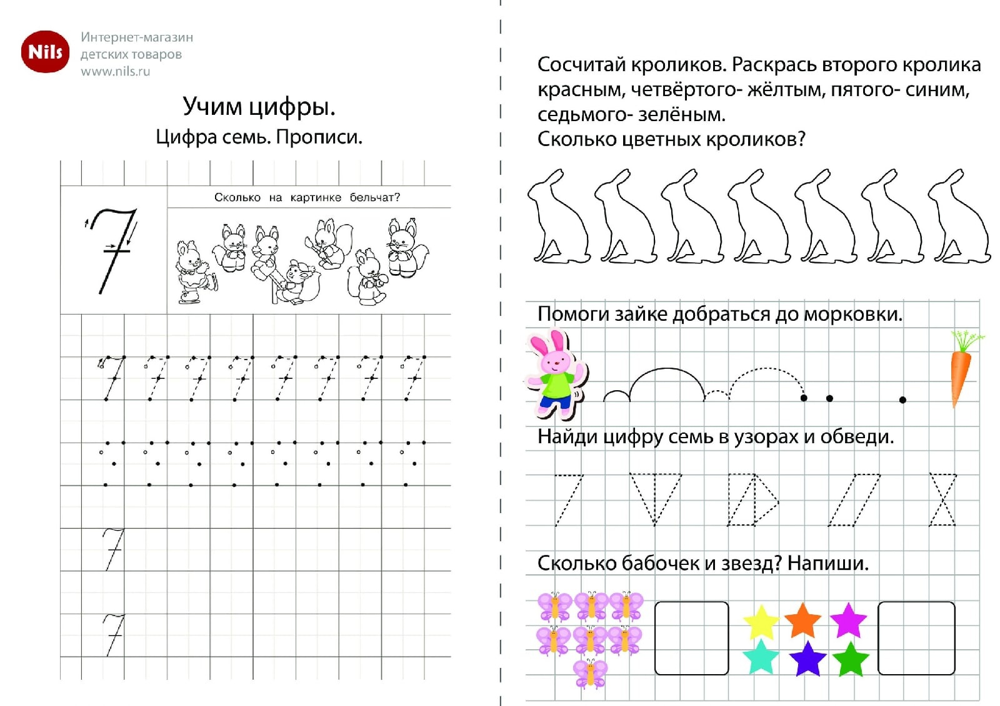 Nils
Интернет-магазин
детских товаров
www.nils.ru
Учим цифры.
Цифра семь. Прописи.
7
Сколько на картинке бельчат?
7 7 7 7 7 7 7 7
7
7
Сосчитай кроликов. Раскрась второго кролика
красным, четвёртого- жёлтым, пятого- синим,
седьмого- зелёным.
Сколько цветных кроликов?
Помоги зайке добраться до морковки.
Найди цифру семь в узорах и обведи.
7
Сколько бабочек и звезд? Напиши.